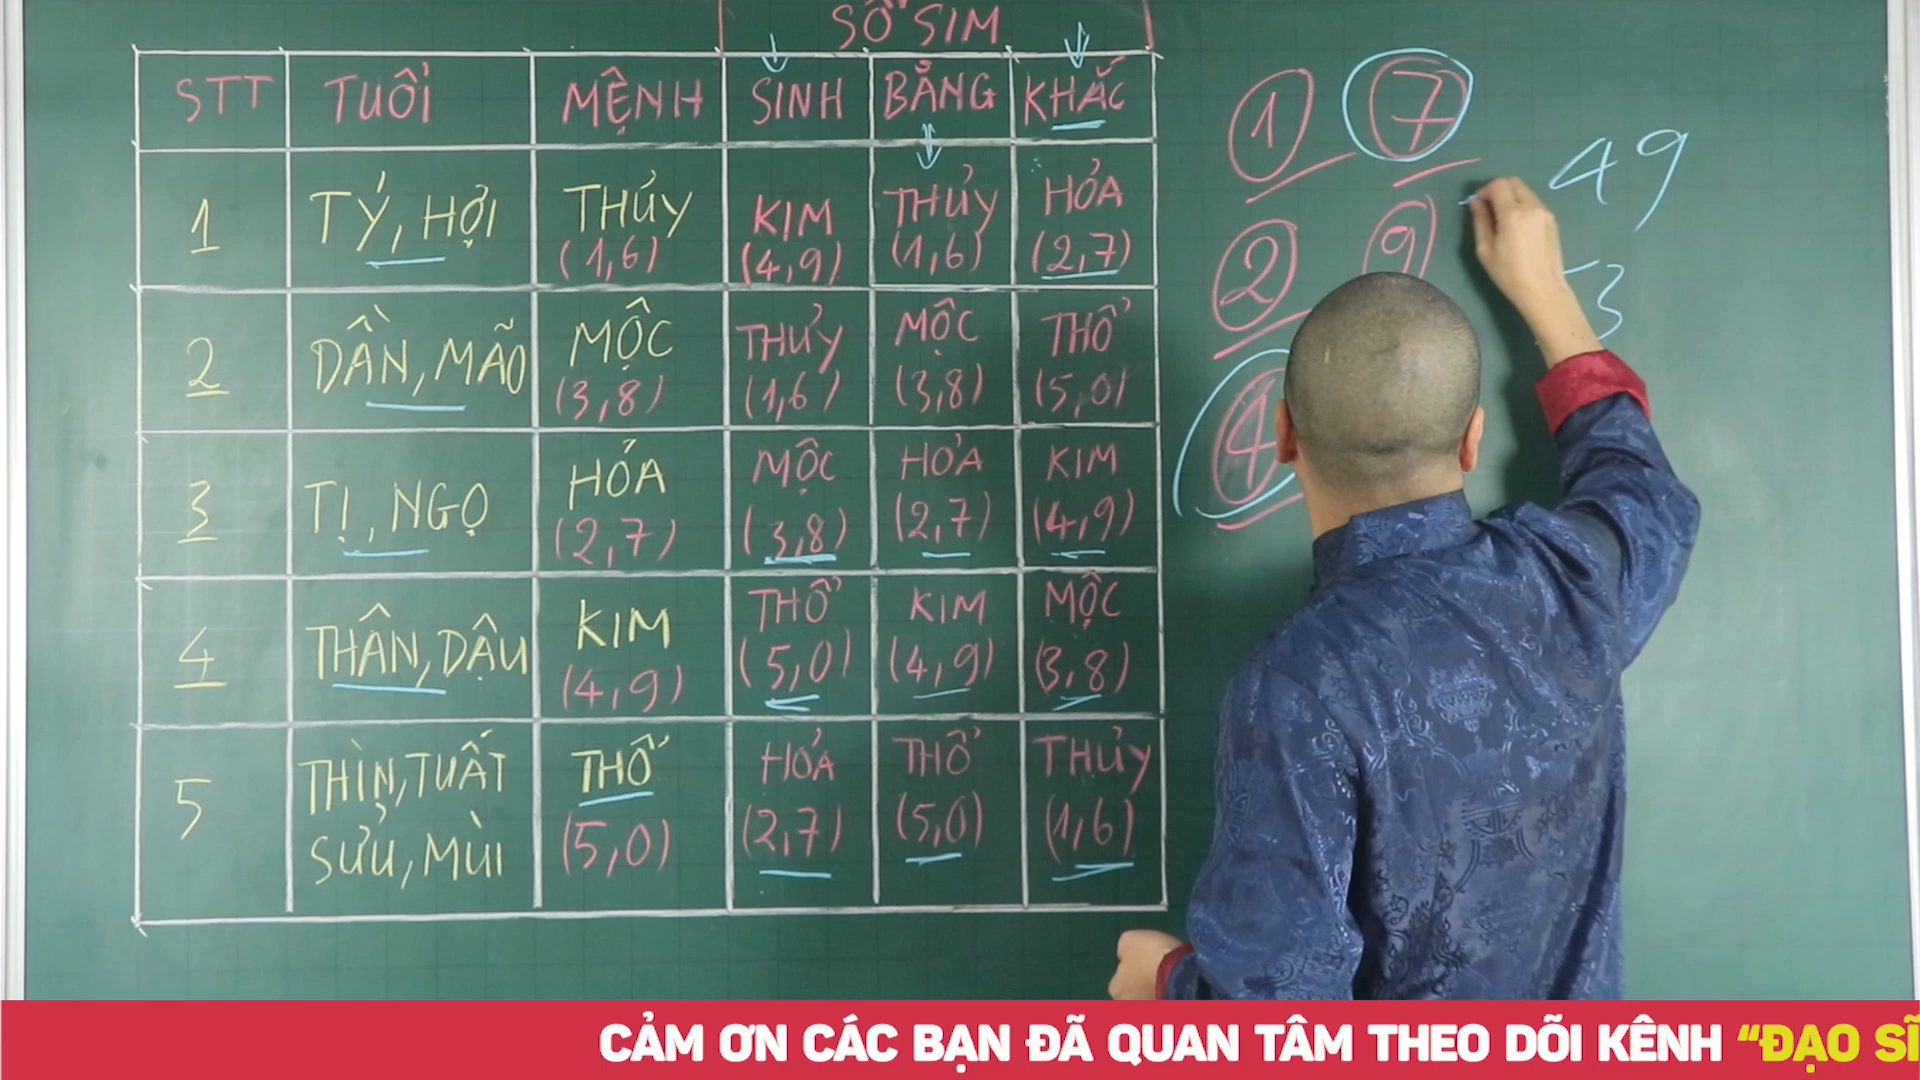 SỐ SIM
STT TUỔI MỆNH SINH BẰNG KHẮC
1 TÝ, HỢI THỦY (1,6) KIM (4,9) THỦY (1,6) HỎA (2,7)
2 DẦN, MÃO MỘC (3,8) THỦY (1,6) MỘC (3,8) THỔ (5,0)
3 TỊ, NGỌ HỎA (2,7) MỘC (3,8) HỎA (2,7) KIM (4,9)
4 THÂN, DẬU KIM (4,9) THỔ (5,0) KIM (4,9) MỘC (3,8)
5 THÌN, TUẤT SỬU, MÙI THỔ (5,0) HỎA (2,7) THỔ (5,0) THỦY (1,6)
1 7
49
2 9
3
4
CẢM ƠN CÁC BẠN ĐÃ QUAN TÂM THEO DÕI KÊNH “ĐẠO SĨ